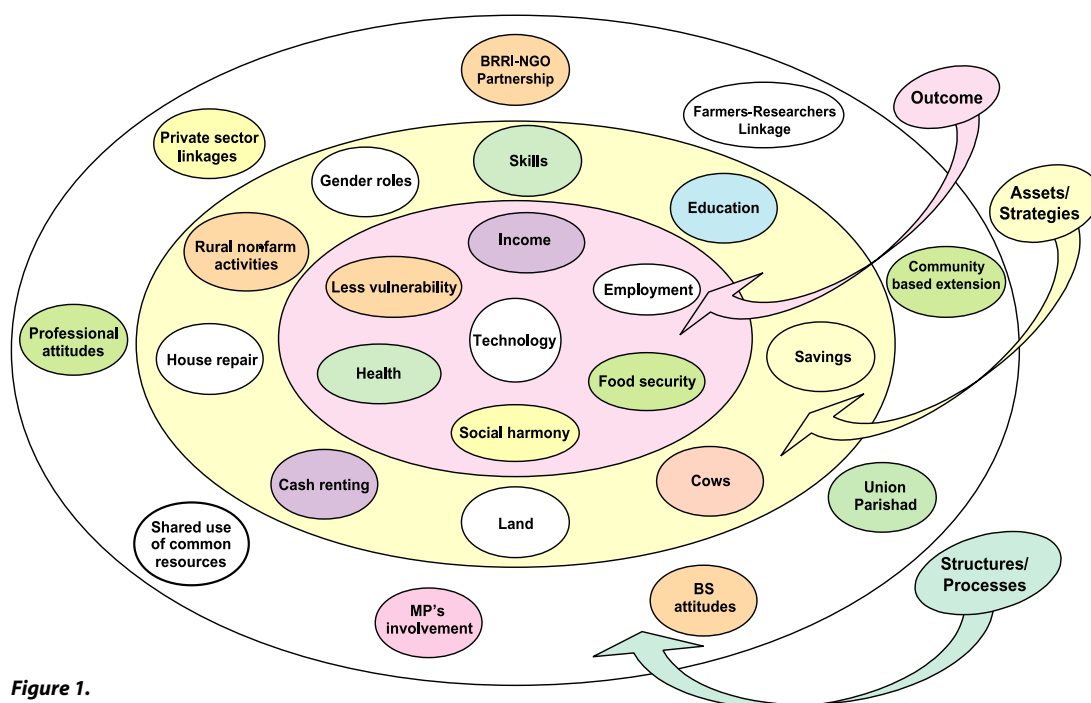 BRRI-NGO
Partnership
Farmers-Researchers
Linkage
Outcome
Private sector
linkages
Skills
Gender roles
Education
Assets/
Strategies
Income
Rural nonfarm
activities
Less vulnerability
Employment
Community
based extension
Professional
attitudes
House repair
Technology
Savings
Health
Food security
Social harmony
Cash renting
Cows
Land
Union
Parishad
Shared use
of common
resources
Structures/
Processes
BS
attitudes
MP's
involvement
Figure 1.